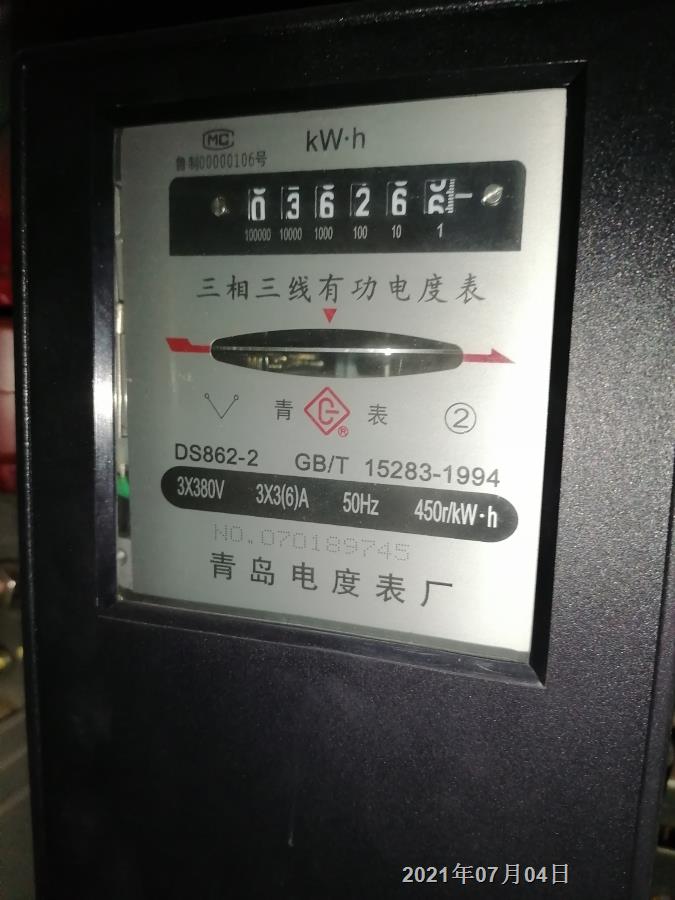 MC
kW·h
鲁制00000106号
0 3 6 2 6
100000 10000 1000 100 10 1
三相三线有功电度表
青 表 ②
DS862-2 GB/T 15283-1994
3X380V 3X3(6)A 50Hz 450r/kW·h
NO.070189745
青岛电度表厂
2021年07月04日